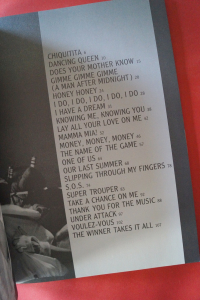 CHIQUITITA 6
DANCING QUEEN
DOES YOUR MOTHER KNOW
GIMME GIMME GIMME
(A MAN AFTER MIDNIGHT)
HONEY HONEY
I DO, I DO, I DO, I DO, I DO
I HAVE A DREAM
KNOWING ME, KNOWING YOU
LAY ALL YOUR LOVE ON ME
MAMMA MIA!
MONEY, MONEY, MONEY
THE NAME OF THE GAME
ONE OF US
OUR LAST SUMMER
SLIPPING THROUGH MY FINGERS
S.O.S.
SUPER TROUPER
TAKE A CHANCE ON ME
THANK YOU FOR THE MUSIC
UNDER ATTACK
VOULEZ-VOUS
THE WINNER TAKES IT ALL